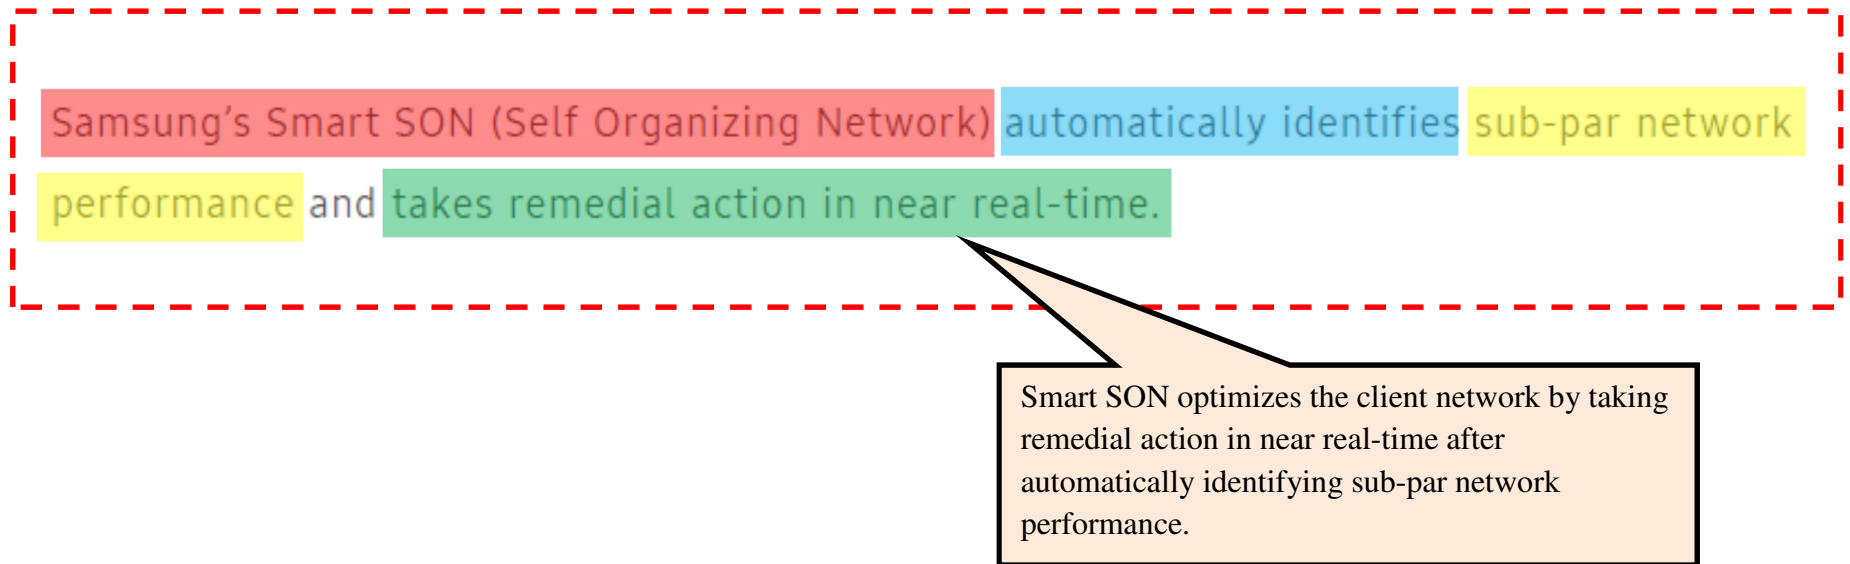 Samsung’s Smart SON (Self Organizing Network) automatically identifies sub-par network
performance and takes remedial action in near real-time.
Smart SON optimizes the client network by taking
remedial action in near real-time after
automatically identifying sub-par network
performance.